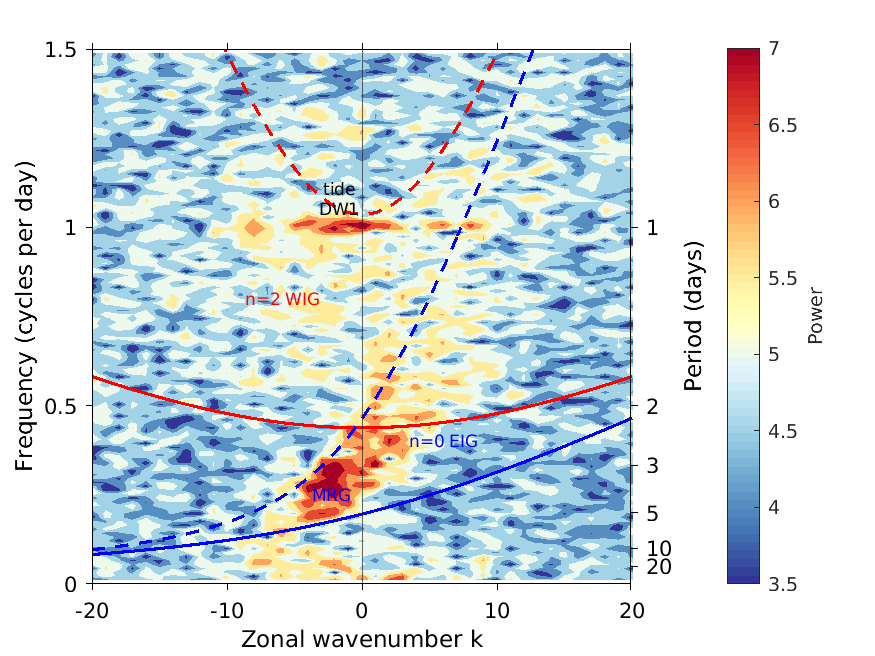 1.5
1
0.5
0
Frequency (cycles per day)
-20
-10
0
10
20
Zonal wavenumber k
tide
DW1
n=2 WIG
n=0 EIG
MRG
1
2
3
5
10
20
Period (days)
7
6.5
6
5.5
5
4.5
4
3.5
Power